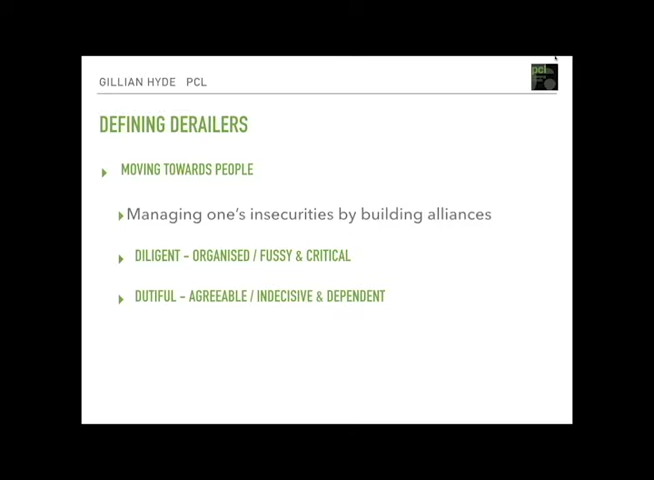 GILLIAN HYDE PCL
pcl
DEFINING DERAILERS
MOVING TOWARDS PEOPLE
Managing one's insecurities by building alliances
DILIGENT – ORGANISED / FUSSY & CRITICAL
DUTIFUL – AGREEABLE / INDECISIVE & DEPENDENT